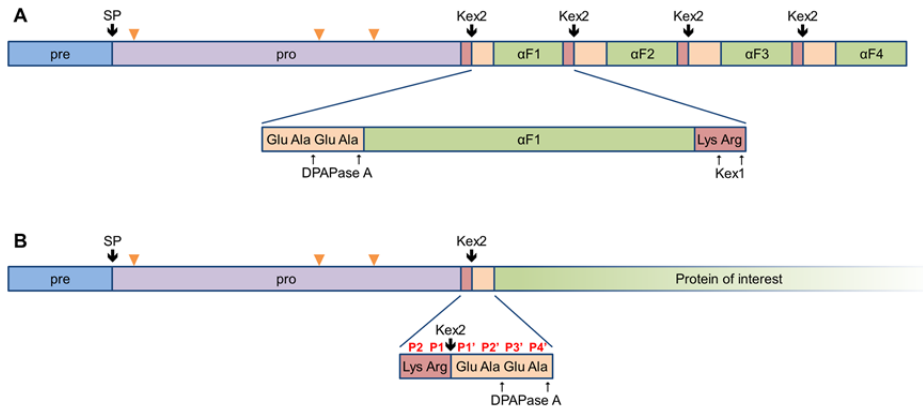 A
SP Kex2 Kex2 Kex2 Kex2
pre pro αF1 αF2 αF3 αF4
Glu Ala Glu Ala αF1 Lys Arg
DPAPase A Kex1
B
SP Kex2
pre pro Protein of interest
Kex2
P2 P1 P1' P2' P3' P4'
Lys Arg Glu Ala Glu Ala
DPAPase A